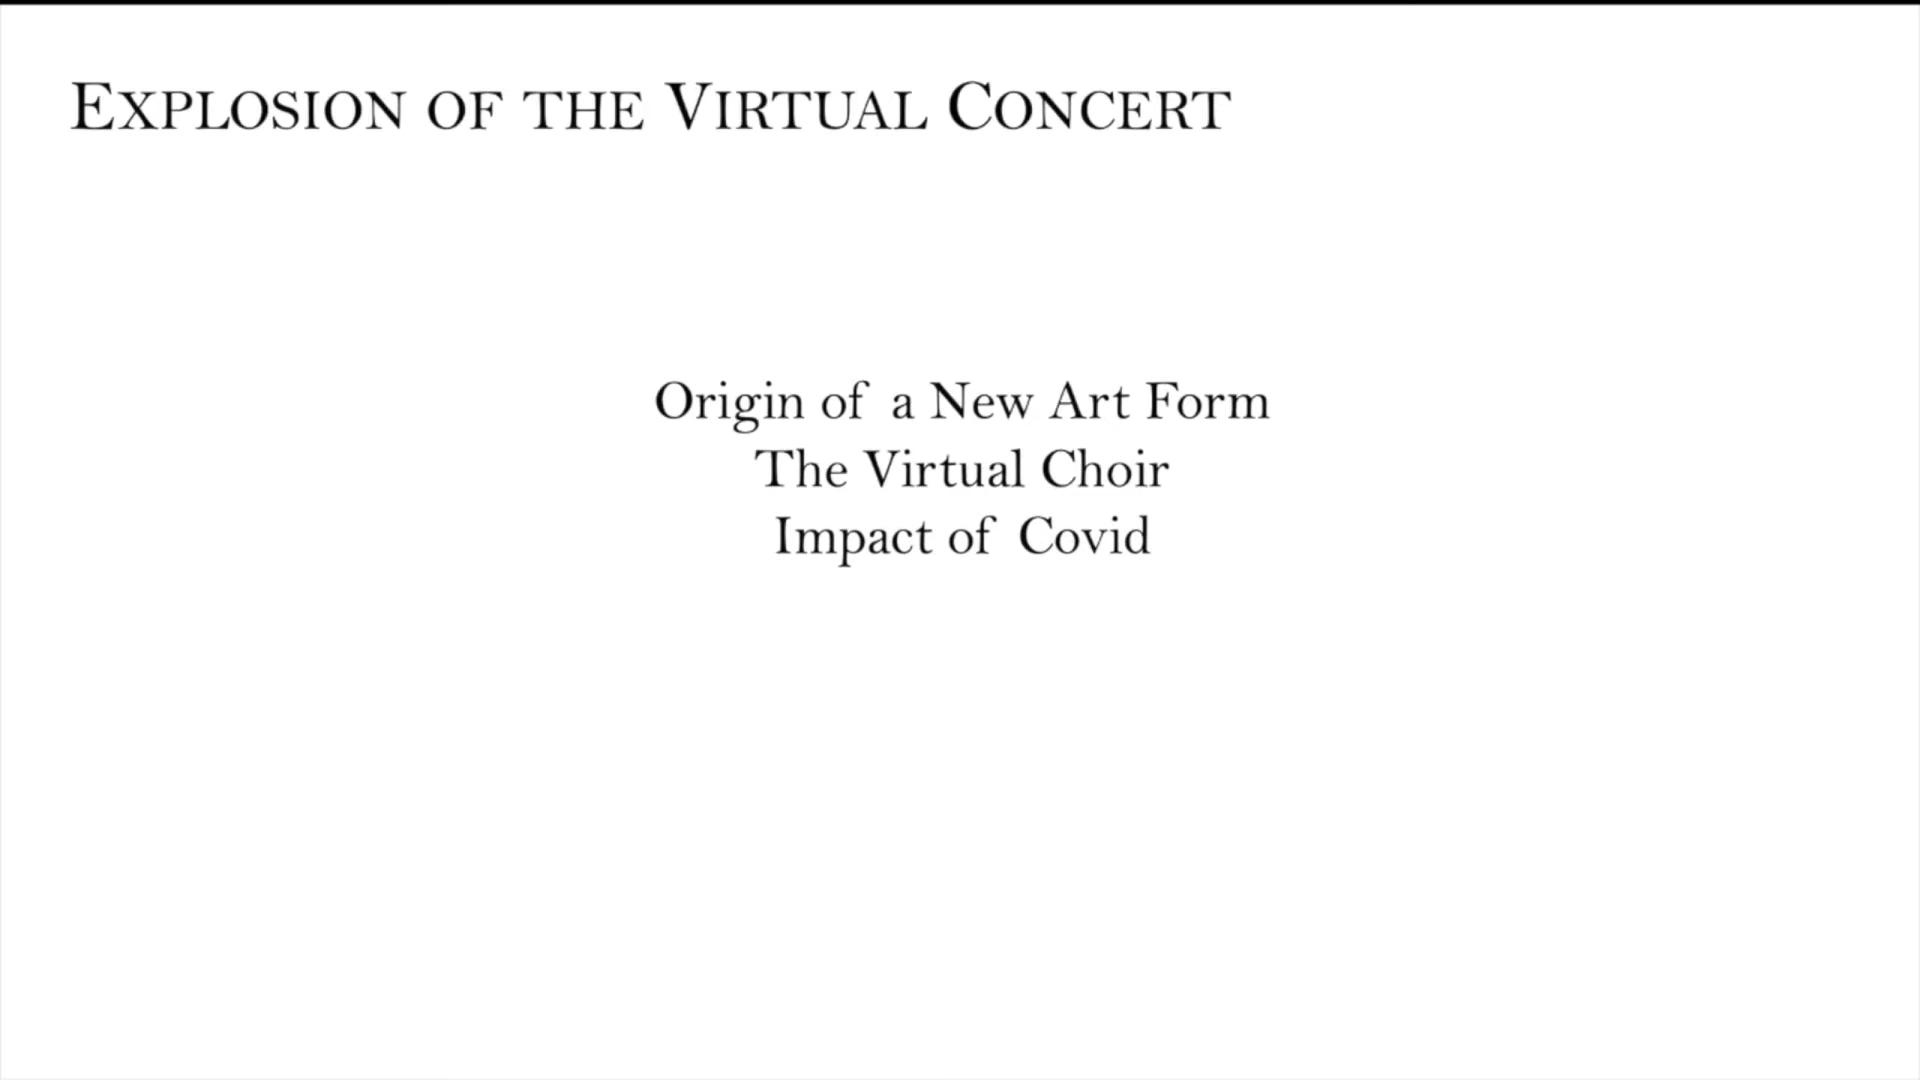 Explosion of the Virtual Concert
Origin of a New Art Form
The Virtual Choir
Impact of Covid